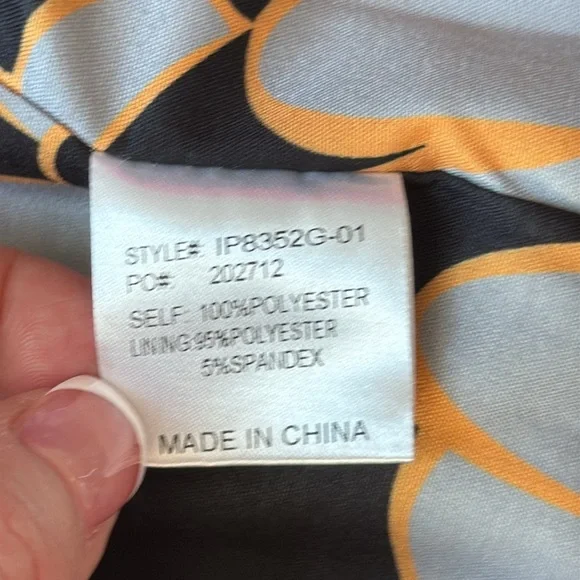 STYLE#: IP8352G-01
PO#: 202712
SELF: 100%POLYESTER
LINING:95%POLYESTER
5%SPANDEX
MADE IN CHINA